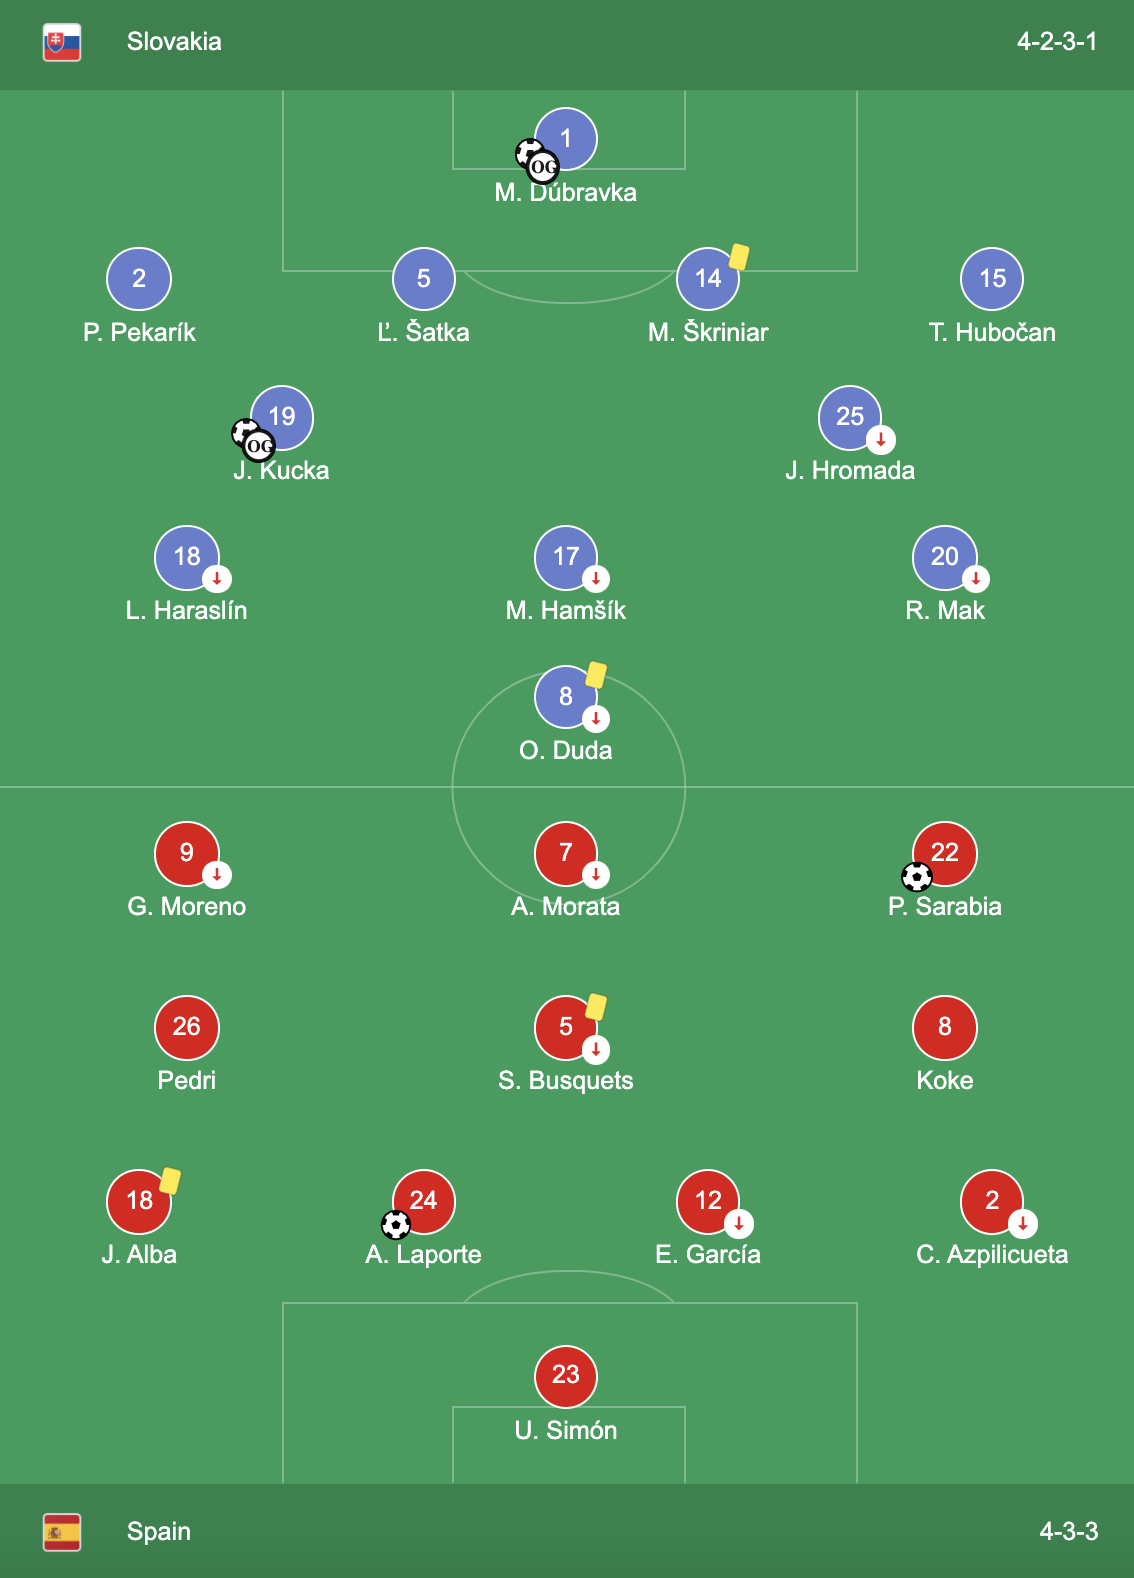 Slovakia 4-2-3-1
1
OG
M. Dúbravka
2 5 14 15
P. Pekarík Ľ. Šatka M. Škriniar T. Hubočan
19 25
OG
J. Kucka J. Hromada
18 17 20
L. Haraslín M. Hamšík R. Mak
8
O. Duda
9 7 22
G. Moreno A. Morata P. Sarabia
26 5 8
Pedri S. Busquets Koke
18 24 12 2
J. Alba A. Laporte E. García C. Azpilicueta
23
U. Simón
Spain 4-3-3